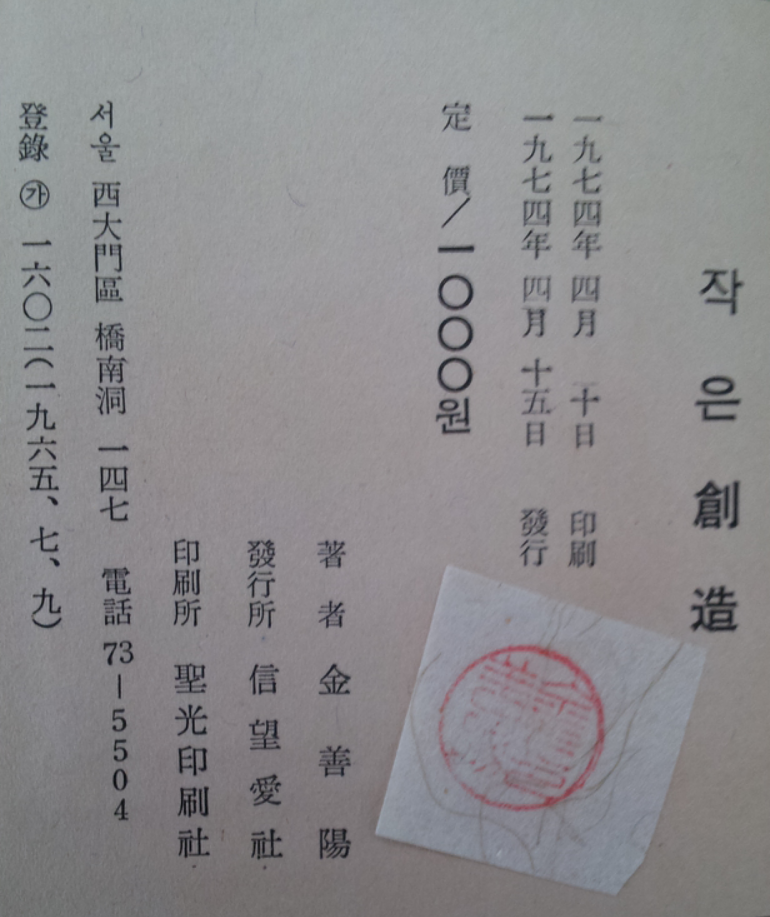 작은 創造
一九七四年 四月 十日 印刷
一九七四年 四月 十五日 發行
定 價/一〇〇〇원
著者 金善陽
發行所 信望愛社
印刷所 聖光印刷社
서울 西大門區 橋南洞 一四七 電話 73—5504
登錄 ㉮ 一六〇二(一九六五、七、九)